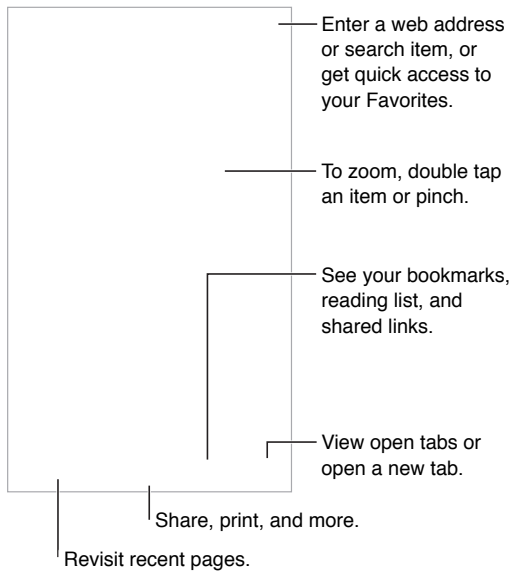 Enter a web address
or search item, or
get quick access to
your Favorites.
To zoom, double tap
an item or pinch.
See your bookmarks,
reading list, and
shared links.
View open tabs or
open a new tab.
Share, print, and more.
Revisit recent pages.